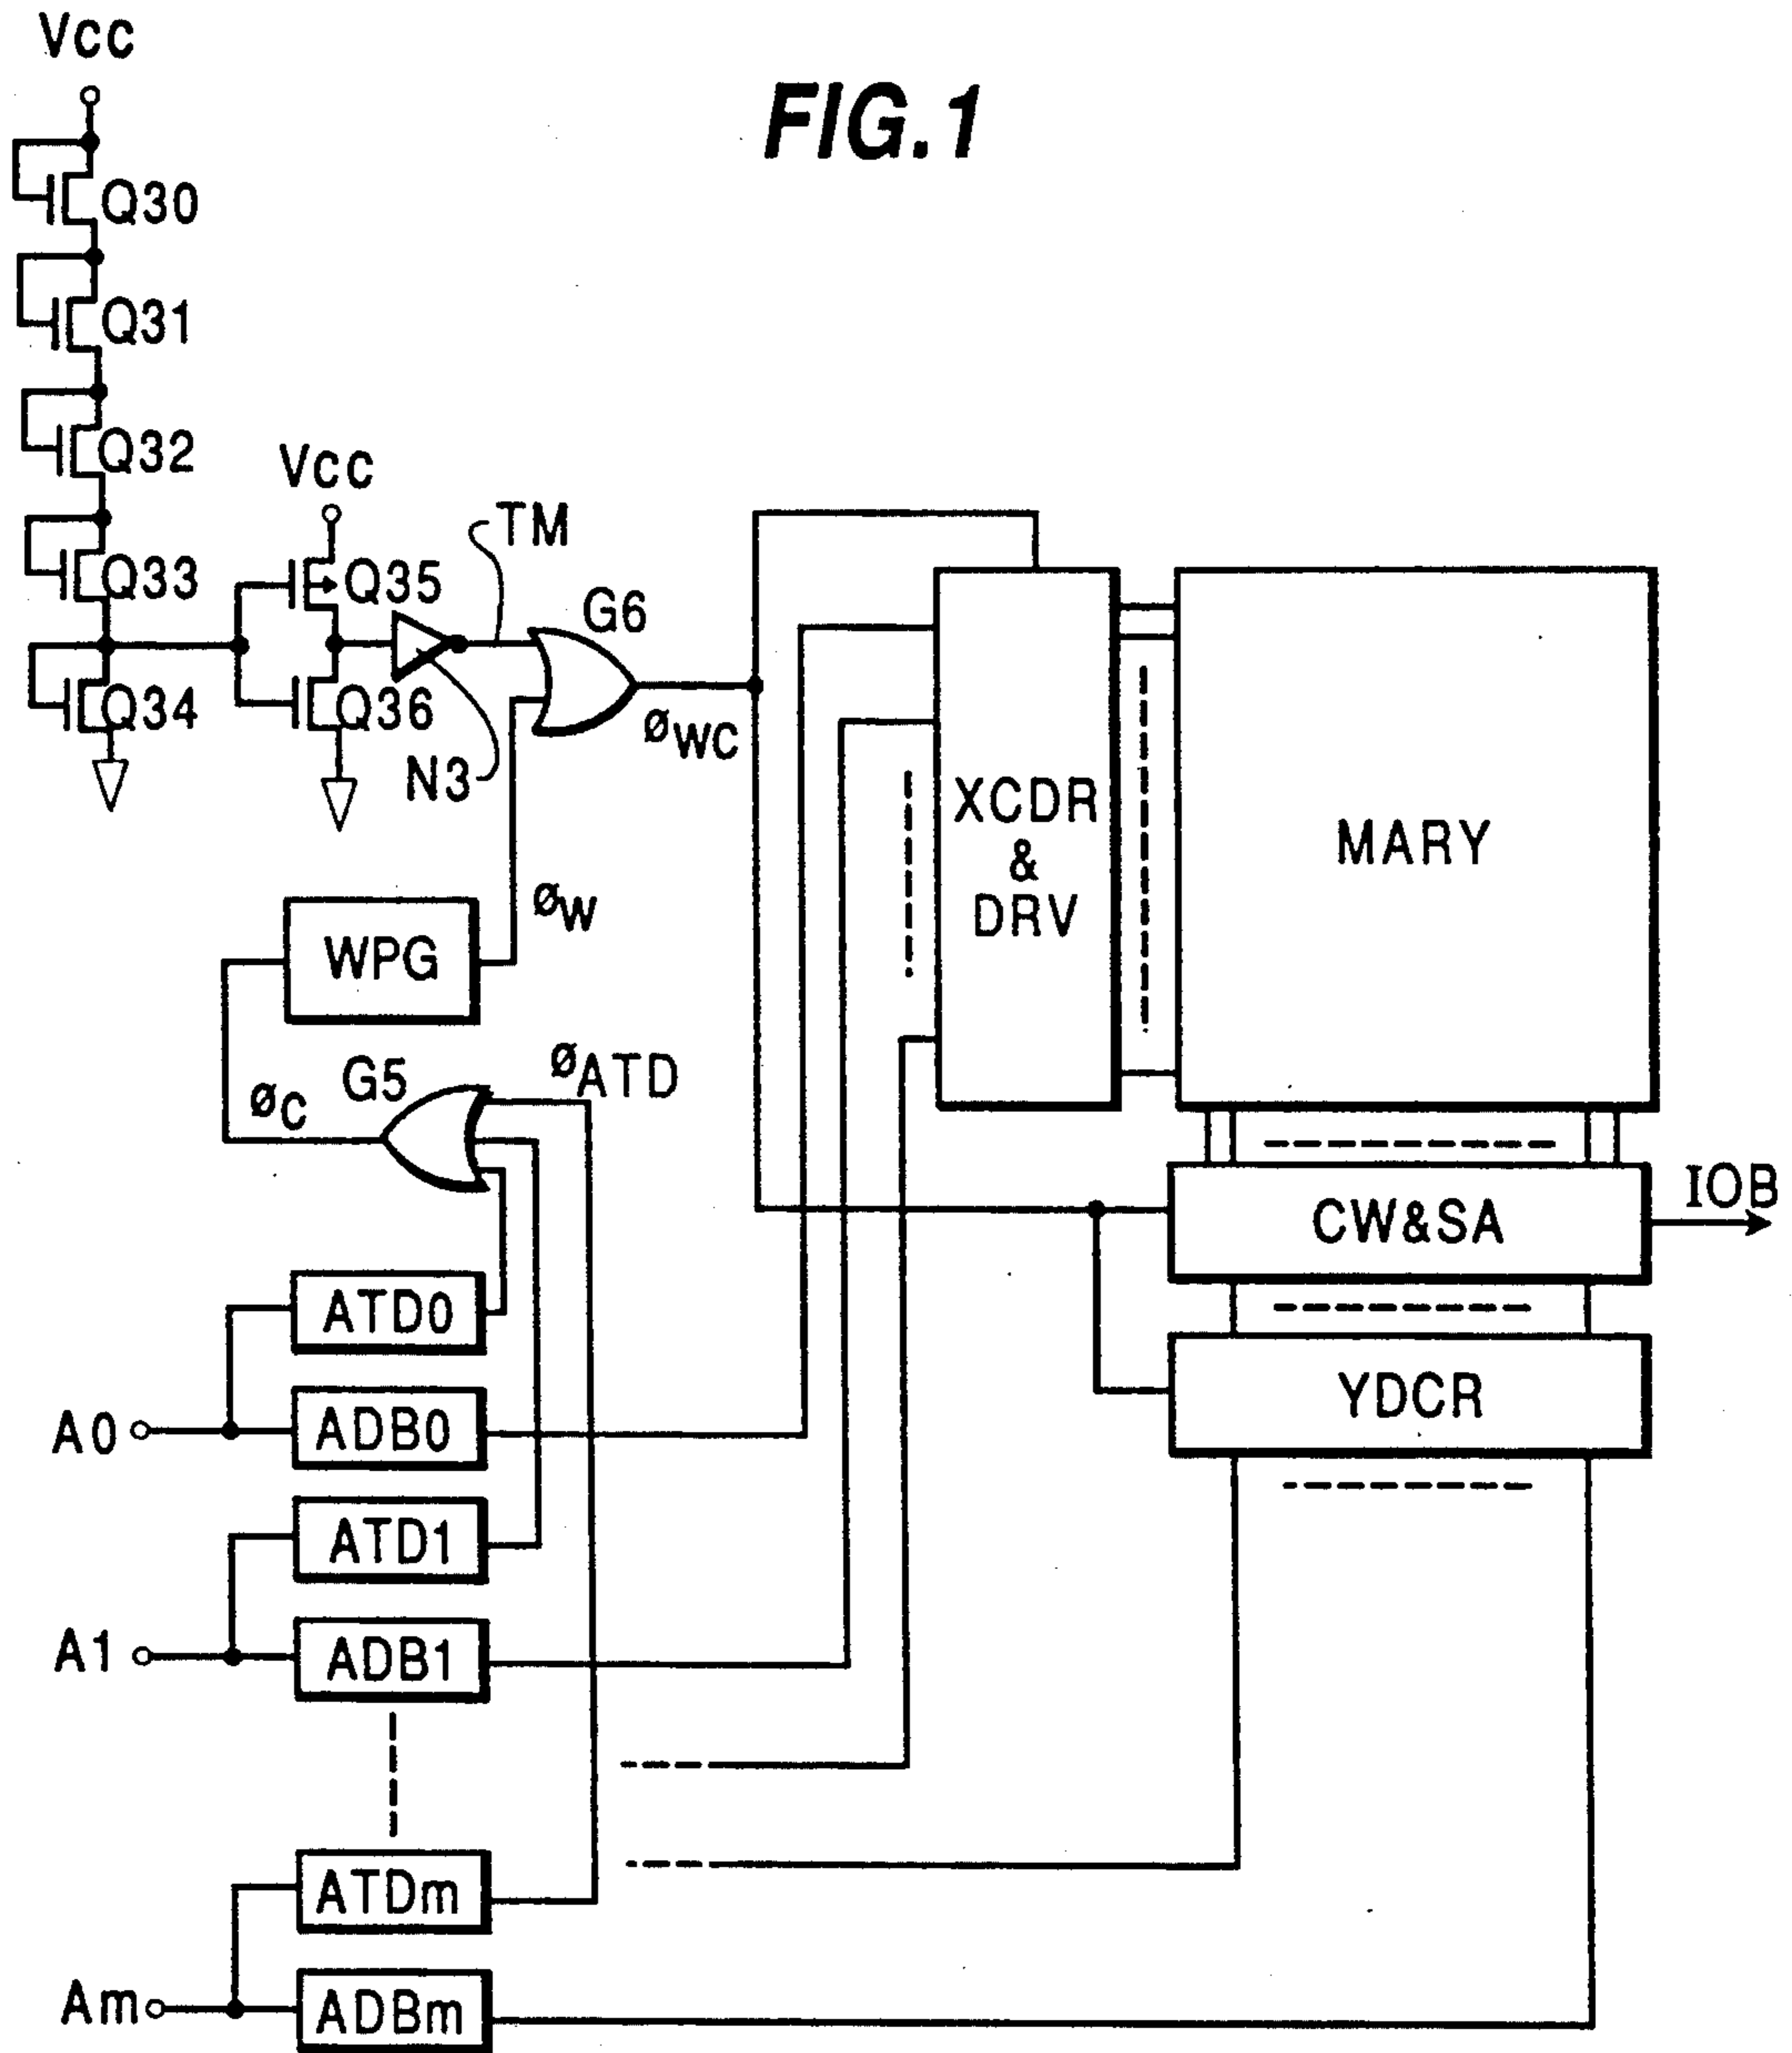 FIG.1
Vcc
Q30
Q31
Q32
Q33
Q34
Vcc
Q35
Q36
TM
N3
G6
øWC
XCDR
&
DRV
MARY
øW
WPG
øC
G5
øATD
CW&SA
IOB
YDCR
ATD0
A0
ADB0
ATD1
A1
ADB1
ATDm
Am
ADBm